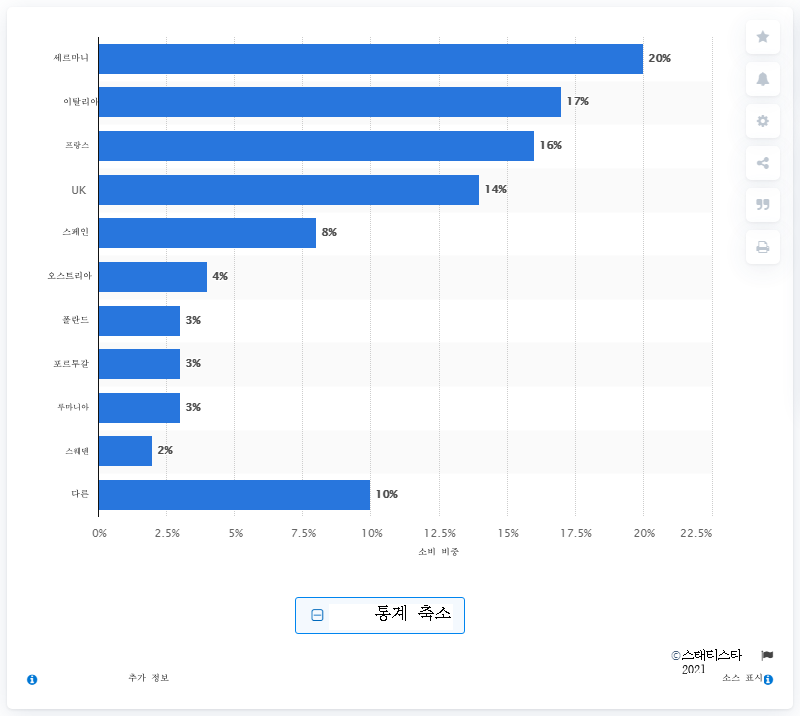 세르마니 20%
이탈리아 17%
프랑스 16%
UK 14%
스페인 8%
오스트리아 4%
폴란드 3%
포르투갈 3%
루마니아 3%
스웨덴 2%
다른 10%
0% 2.5% 5% 7.5% 10% 12.5% 15% 17.5% 20% 22.5%
소비 비중
통계 축소
©스태티스타
2021
추가 정보 소스 표시